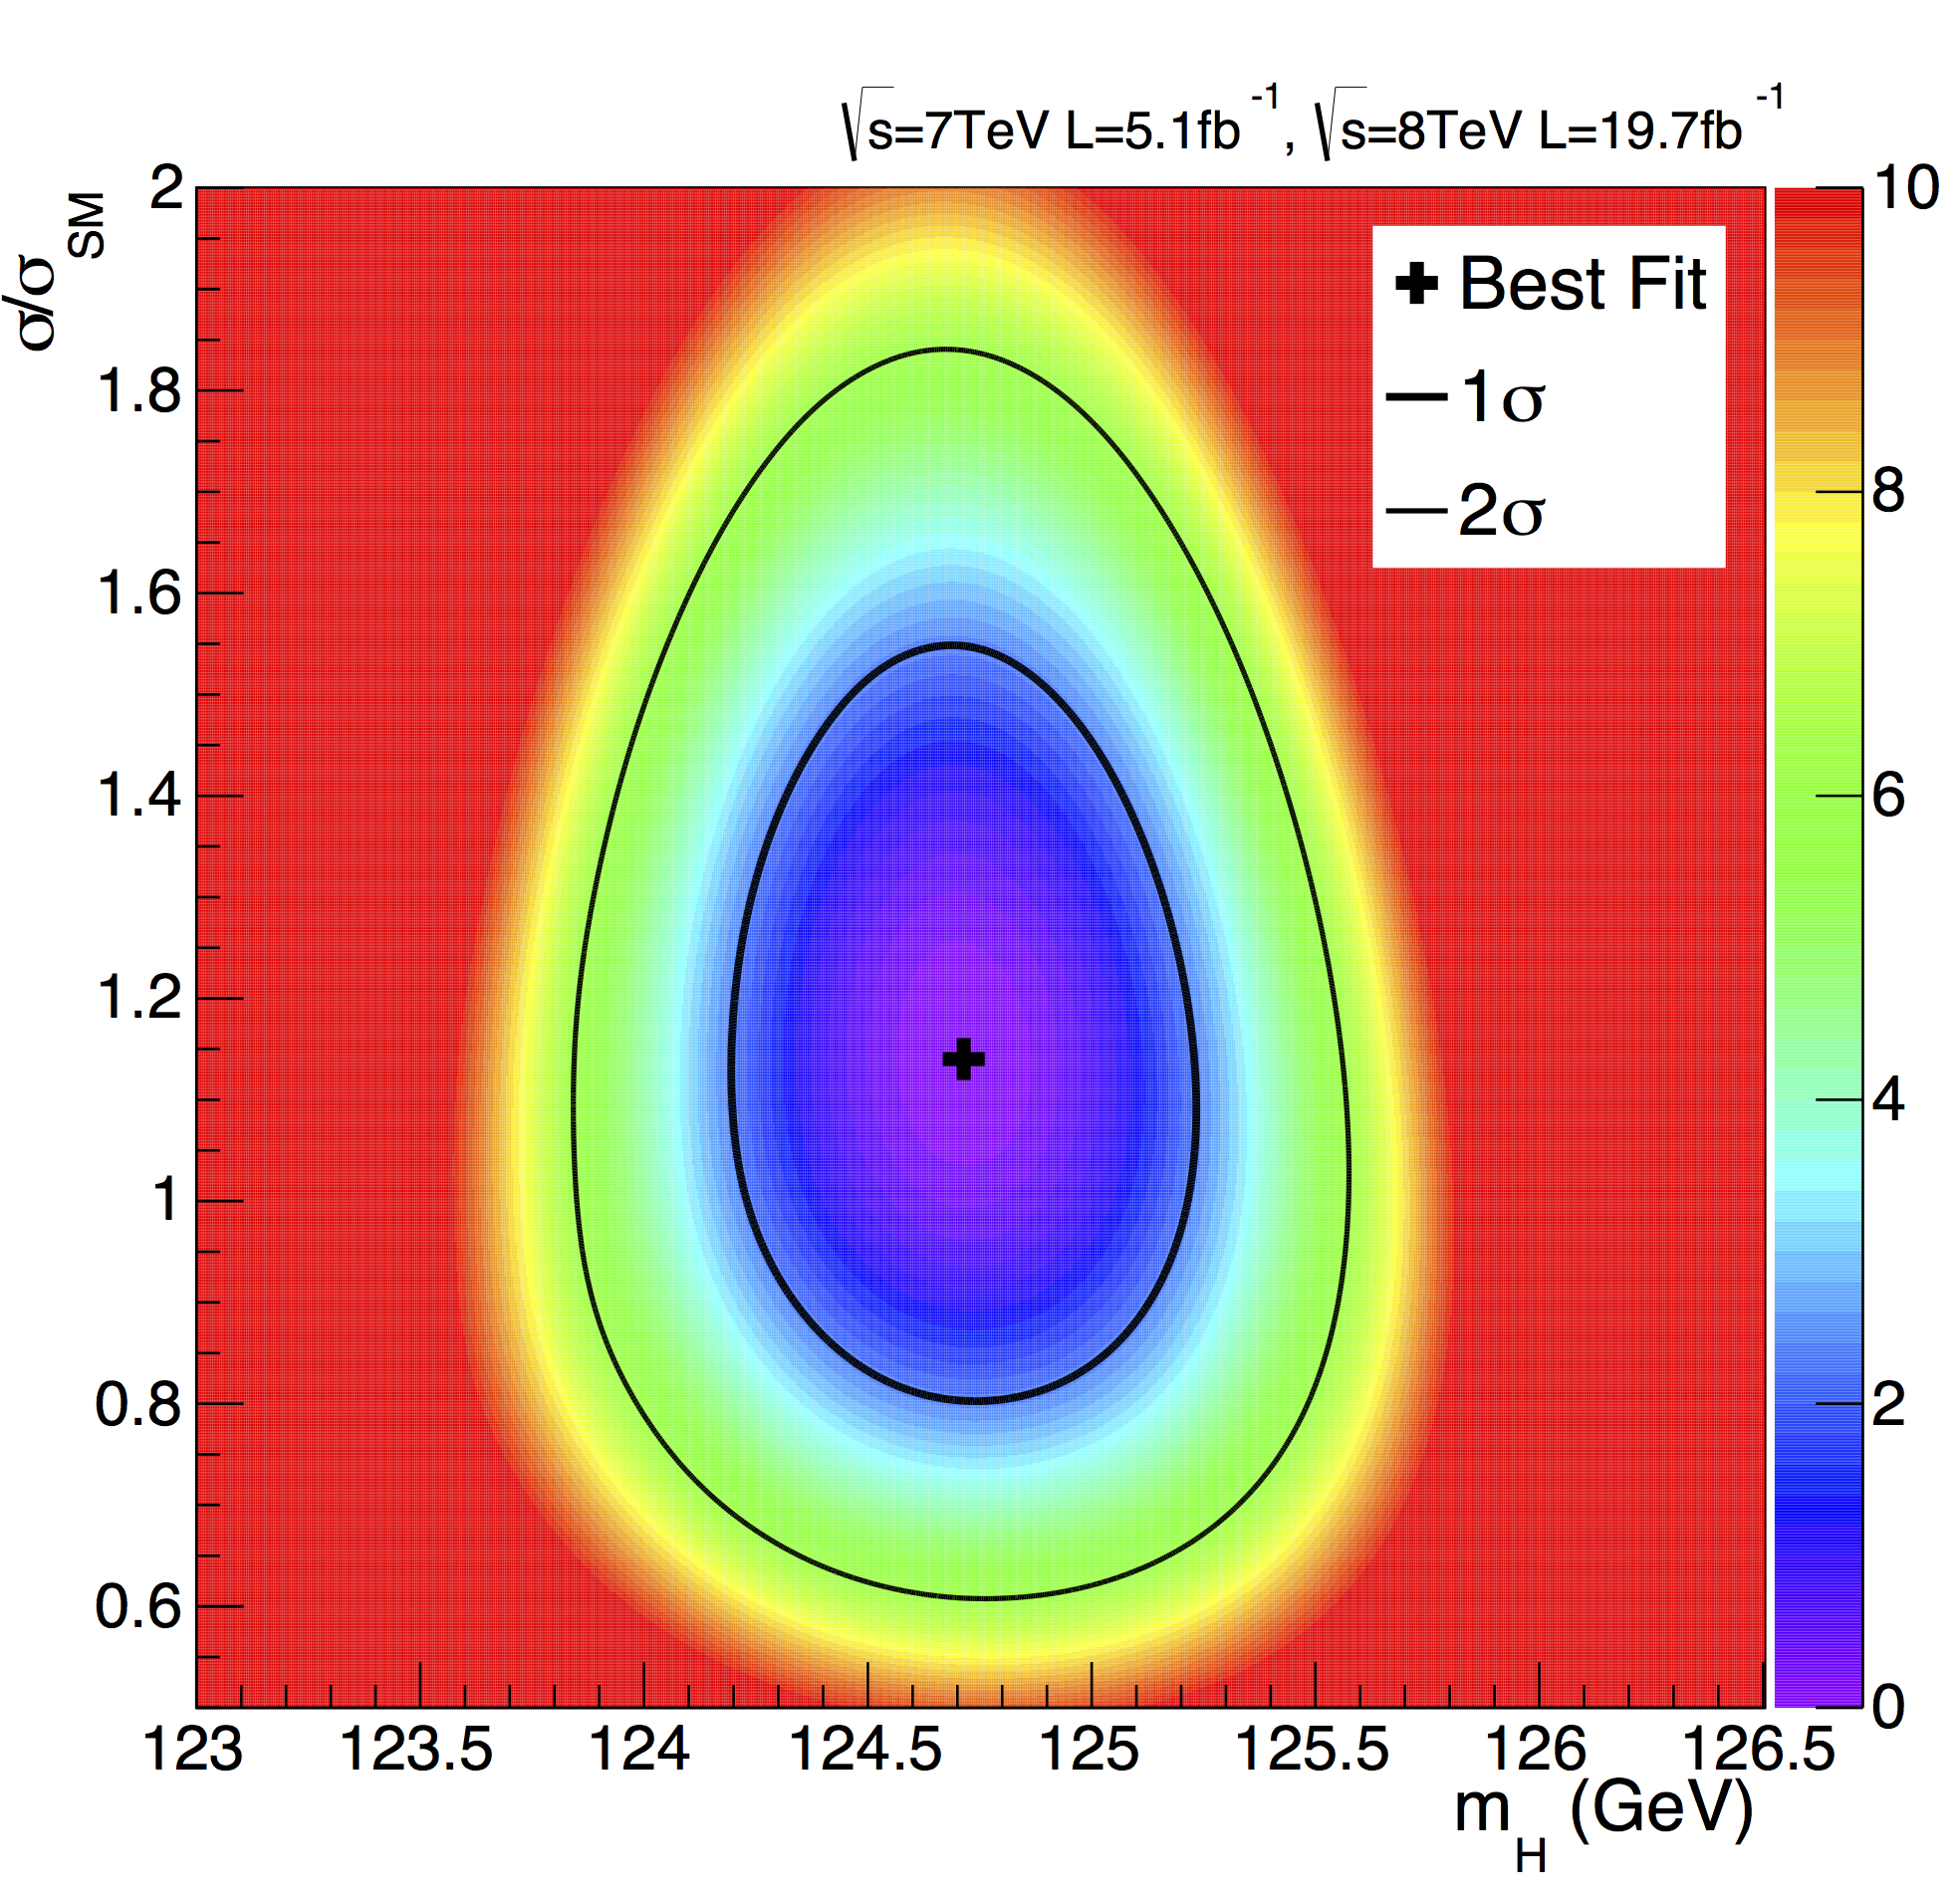 √s=7TeV L=5.1fb⁻¹, √s=8TeV L=19.7fb⁻¹
σ/σ_SM
2
1.8
1.6
1.4
1.2
1
0.8
0.6
Best Fit
1σ
2σ
10
8
6
4
2
0
123 123.5 124 124.5 125 125.5 126 126.5
m_H (GeV)